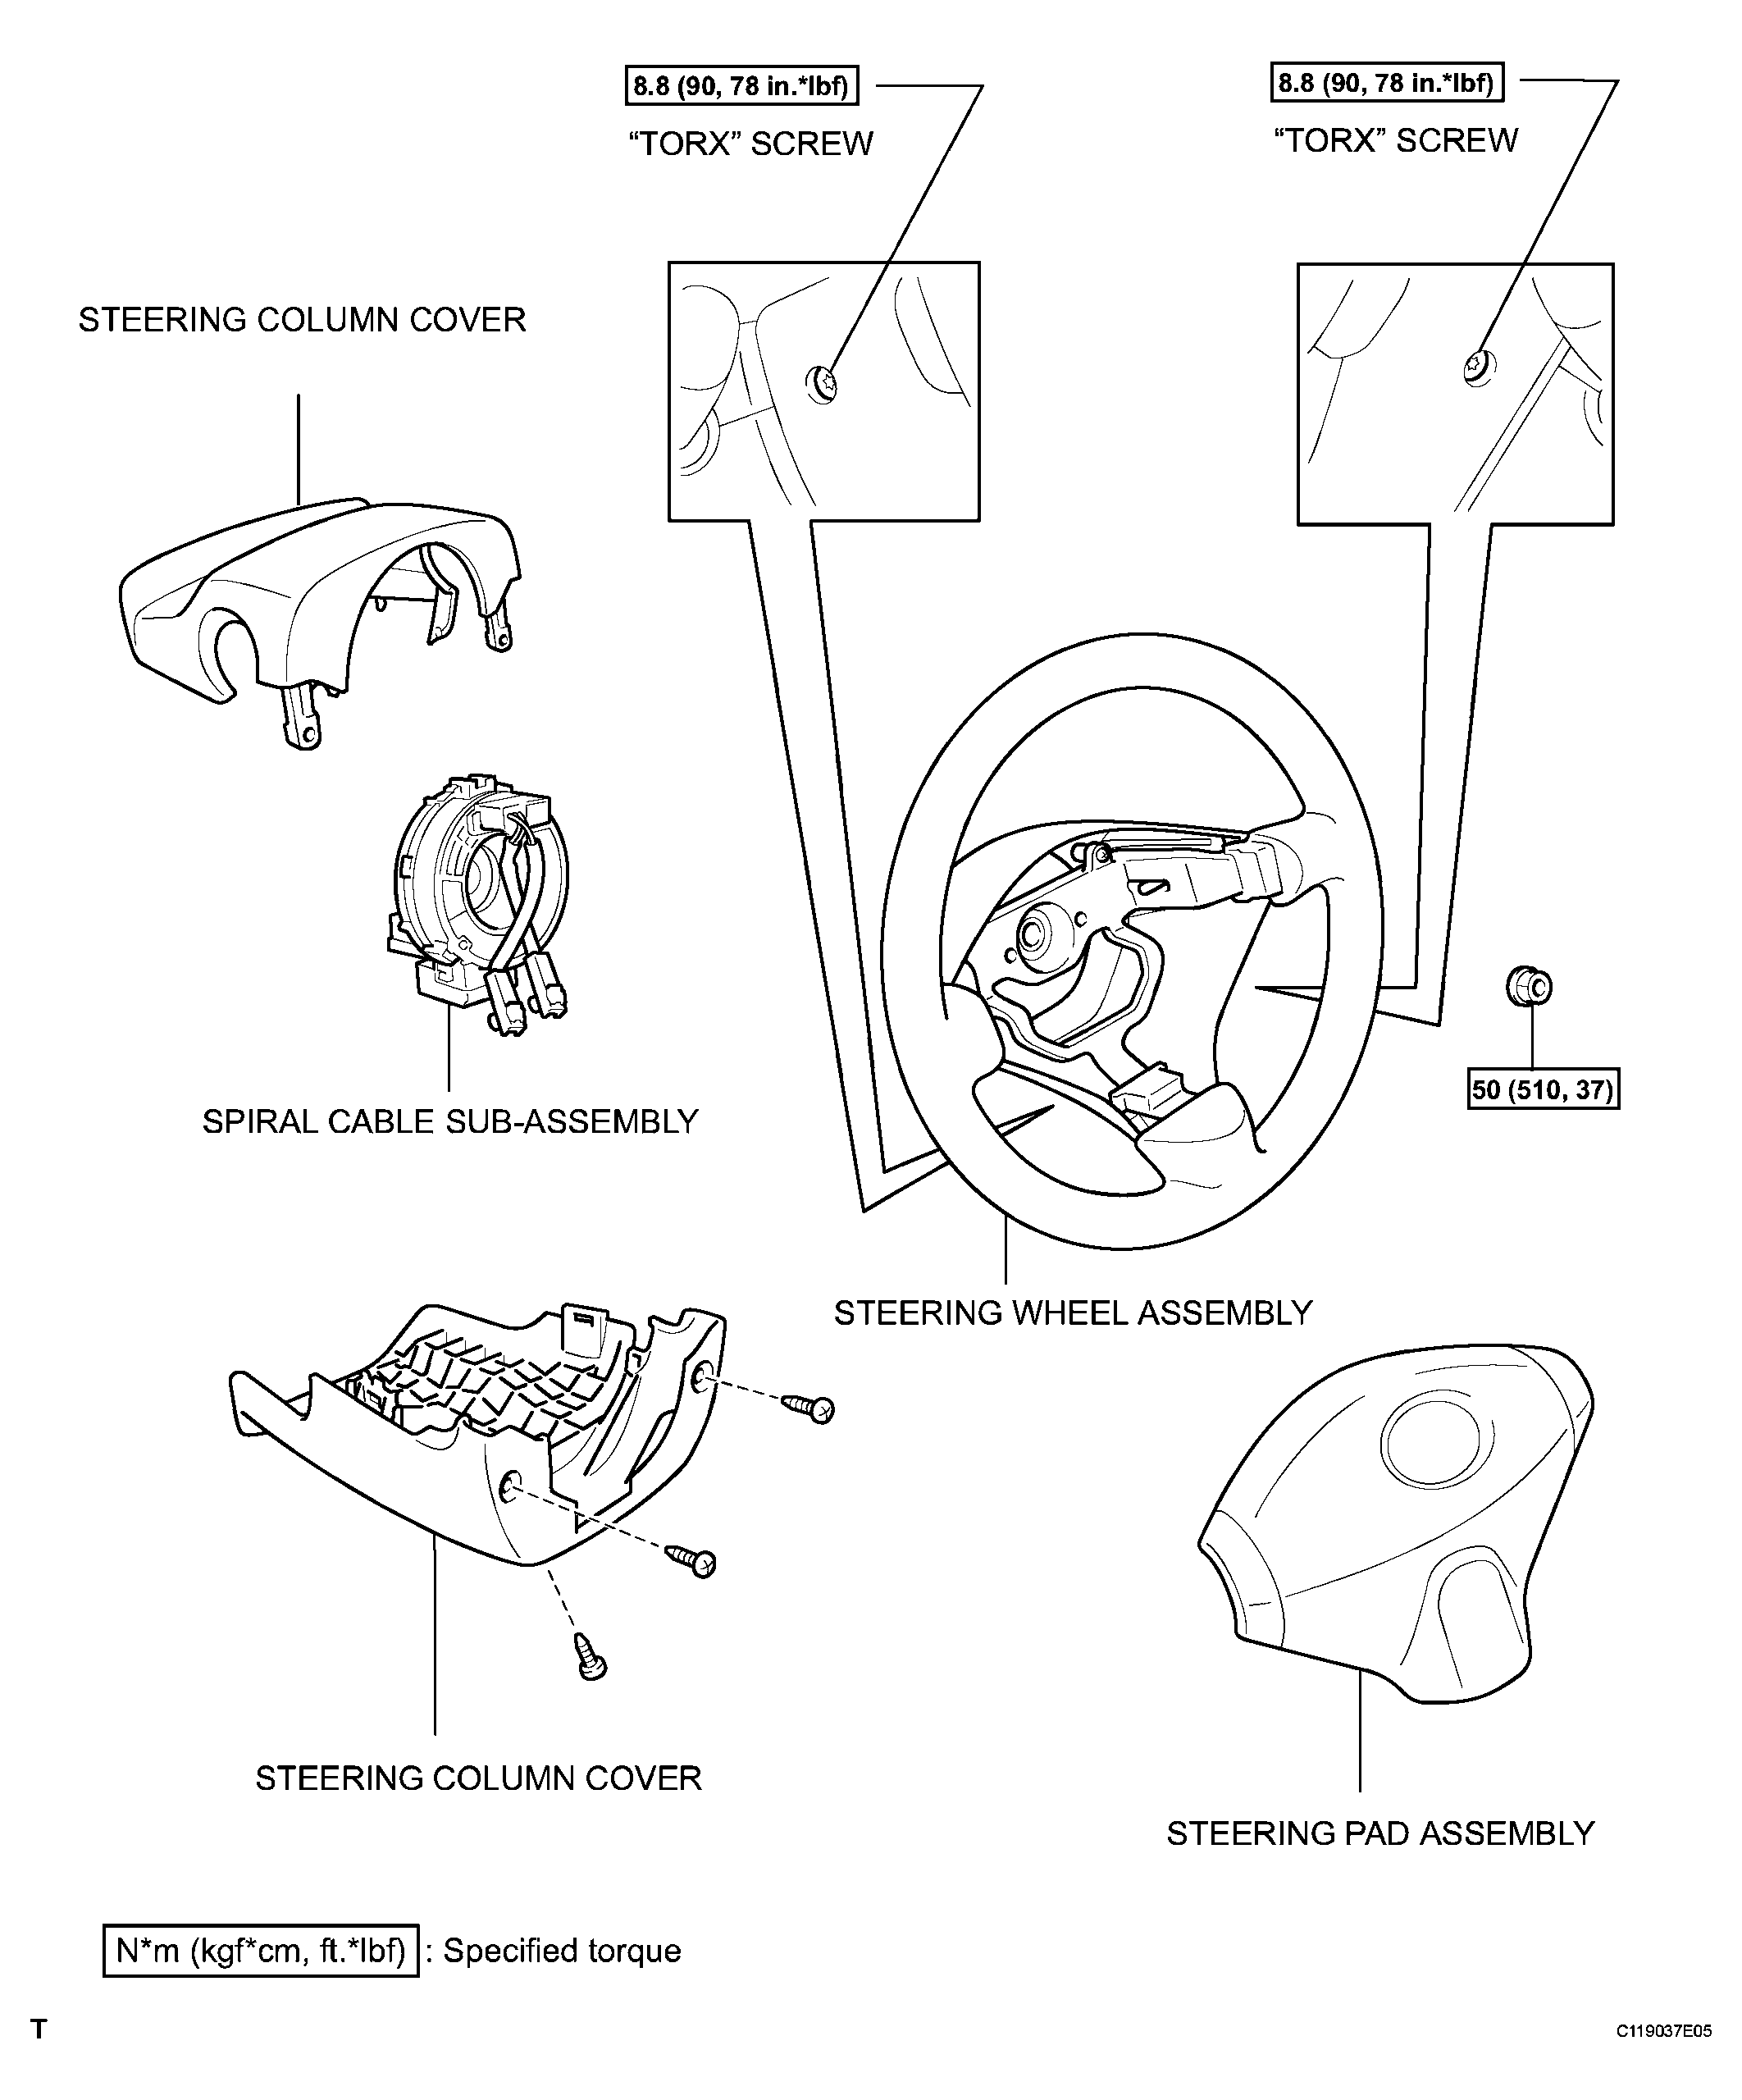 8.8 (90, 78 in.*lbf)
“TORX” SCREW
8.8 (90, 78 in.*lbf)
“TORX” SCREW
STEERING COLUMN COVER
50 (510, 37)
SPIRAL CABLE SUB-ASSEMBLY
STEERING WHEEL ASSEMBLY
STEERING COLUMN COVER
STEERING PAD ASSEMBLY
N*m (kgf*cm, ft.*lbf) : Specified torque
T
C119037E05